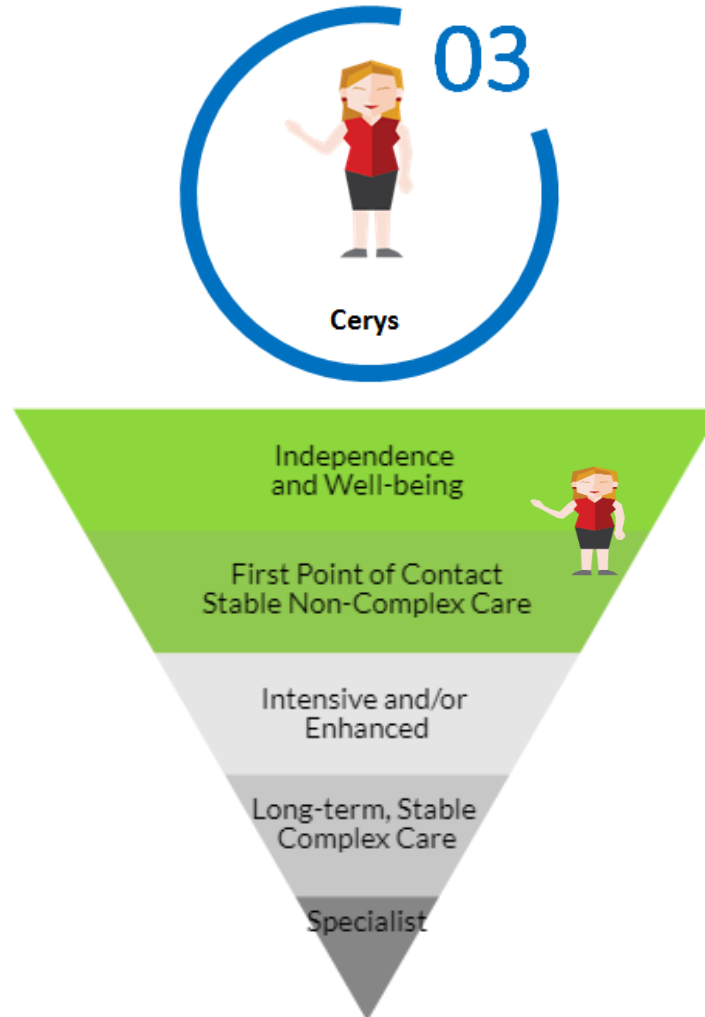 03
Cerys
Independence
and Well-being
First Point of Contact
Stable Non-Complex Care
Intensive and/or
Enhanced
Long-term, Stable
Complex Care
Specialist